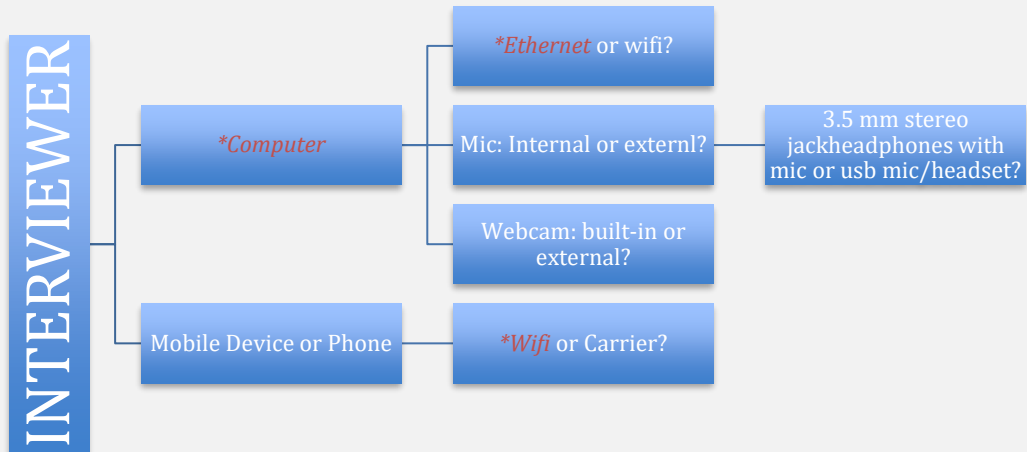 INTERVIEWER
*Computer
*Ethernet or wifi?
Mic: Internal or externl?
3.5 mm stereo
jackheadphones with
mic or usb mic/headset?
Webcam: built-in or
external?
Mobile Device or Phone
*Wifi or Carrier?